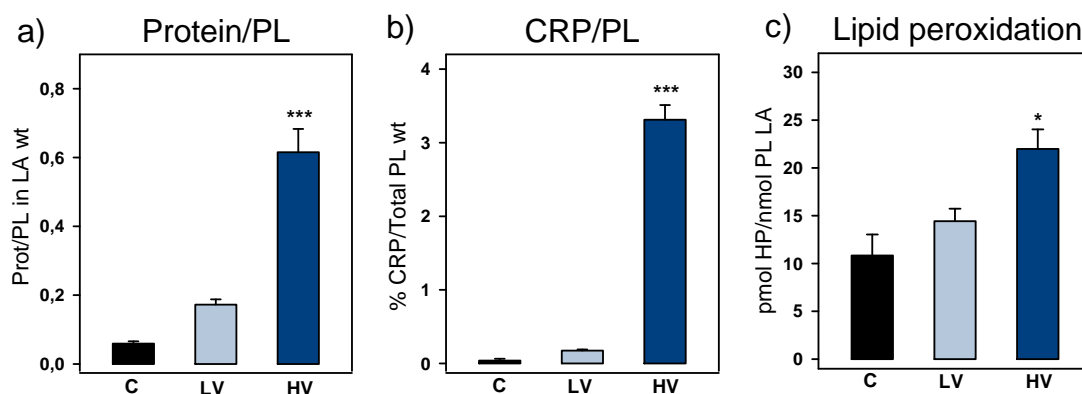 a) Protein/PL
Prot/PL in LA wt
0,8
0,6
0,4
0,2
0,0
***
C LV HV
b) CRP/PL
% CRP/Total PL wt
4
3
2
1
0
***
C LV HV
c) Lipid peroxidation
pmol HP/nmol PL LA
30
25
20
15
10
5
0
*
C LV HV